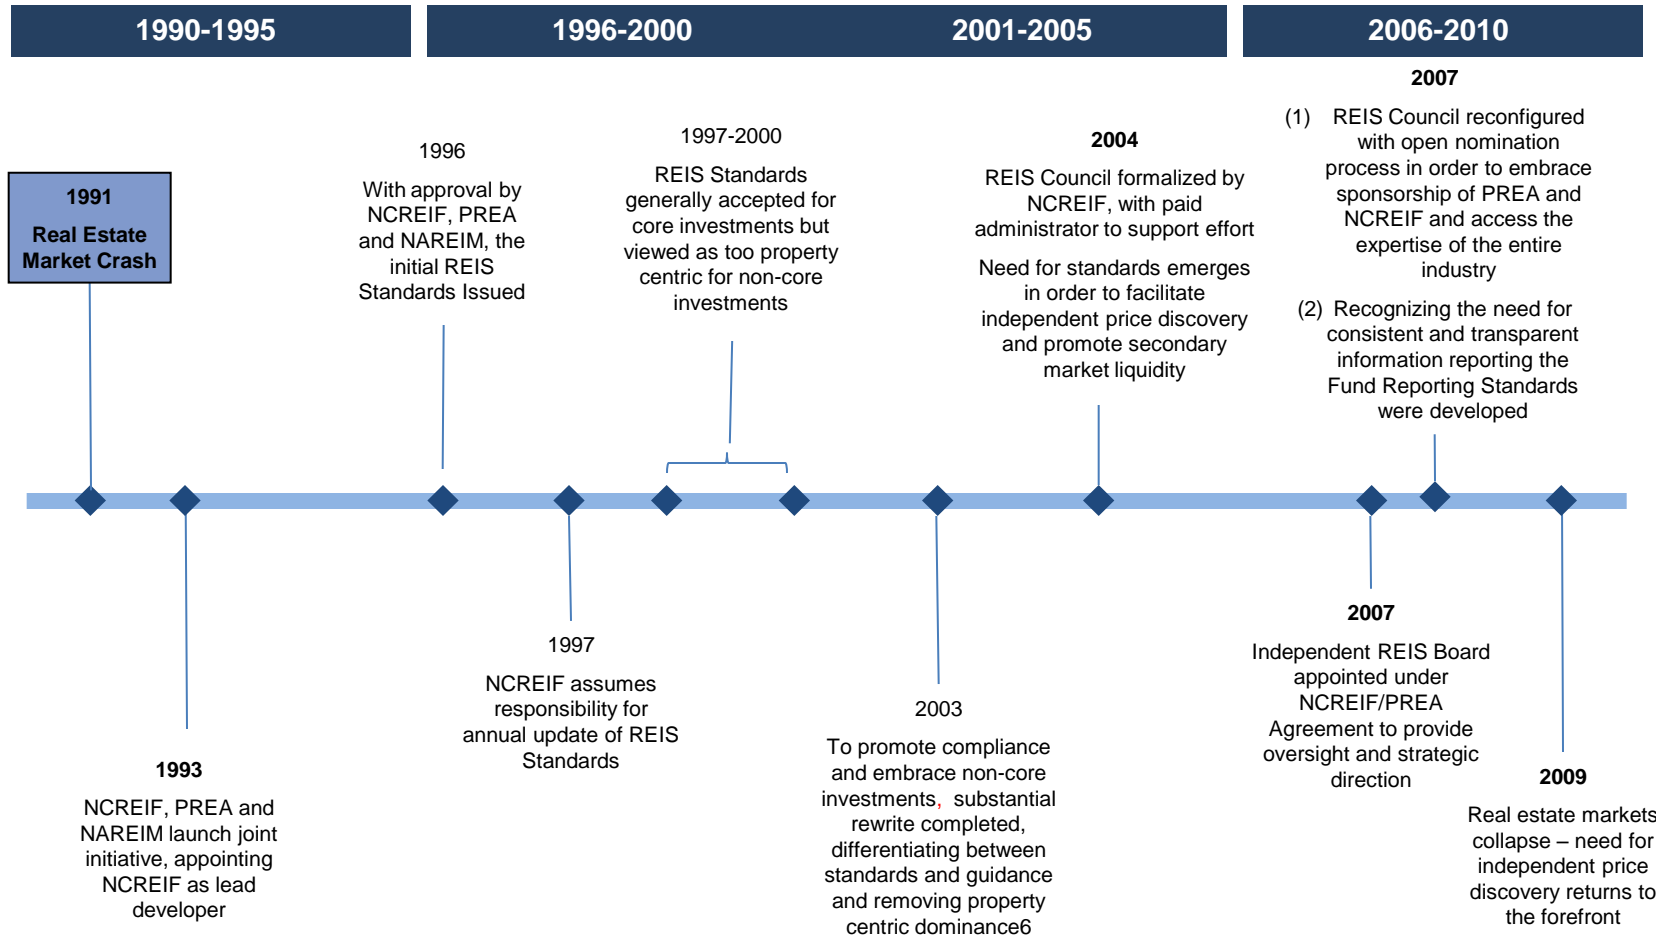 1990-1995
1996-2000
2001-2005
2006-2010
1991
Real Estate
Market Crash
1996
With approval by
NCREIF, PREA
and NAREIM, the
initial REIS
Standards Issued
1997-2000
REIS Standards
generally accepted for
core investments but
viewed as too property
centric for non-core
investments
2004
REIS Council formalized by
NCREIF, with paid
administrator to support effort
Need for standards emerges
in order to facilitate
independent price discovery
and promote secondary
market liquidity
2007
(1) REIS Council reconfigured
with open nomination
process in order to embrace
sponsorship of PREA and
NCREIF and access the
expertise of the entire
industry
(2) Recognizing the need for
consistent and transparent
information reporting the
Fund Reporting Standards
were developed
1993
NCREIF, PREA and
NAREIM launch joint
initiative, appointing
NCREIF as lead
developer
1997
NCREIF assumes
responsibility for
annual update of REIS
Standards
2003
To promote compliance
and embrace non-core
investments, substantial
rewrite completed,
differentiating between
standards and guidance
and removing property
centric dominance6
2007
Independent REIS Board
appointed under
NCREIF/PREA
Agreement to provide
oversight and strategic
direction
2009
Real estate markets
collapse – need for
independent price
discovery returns to
the forefront